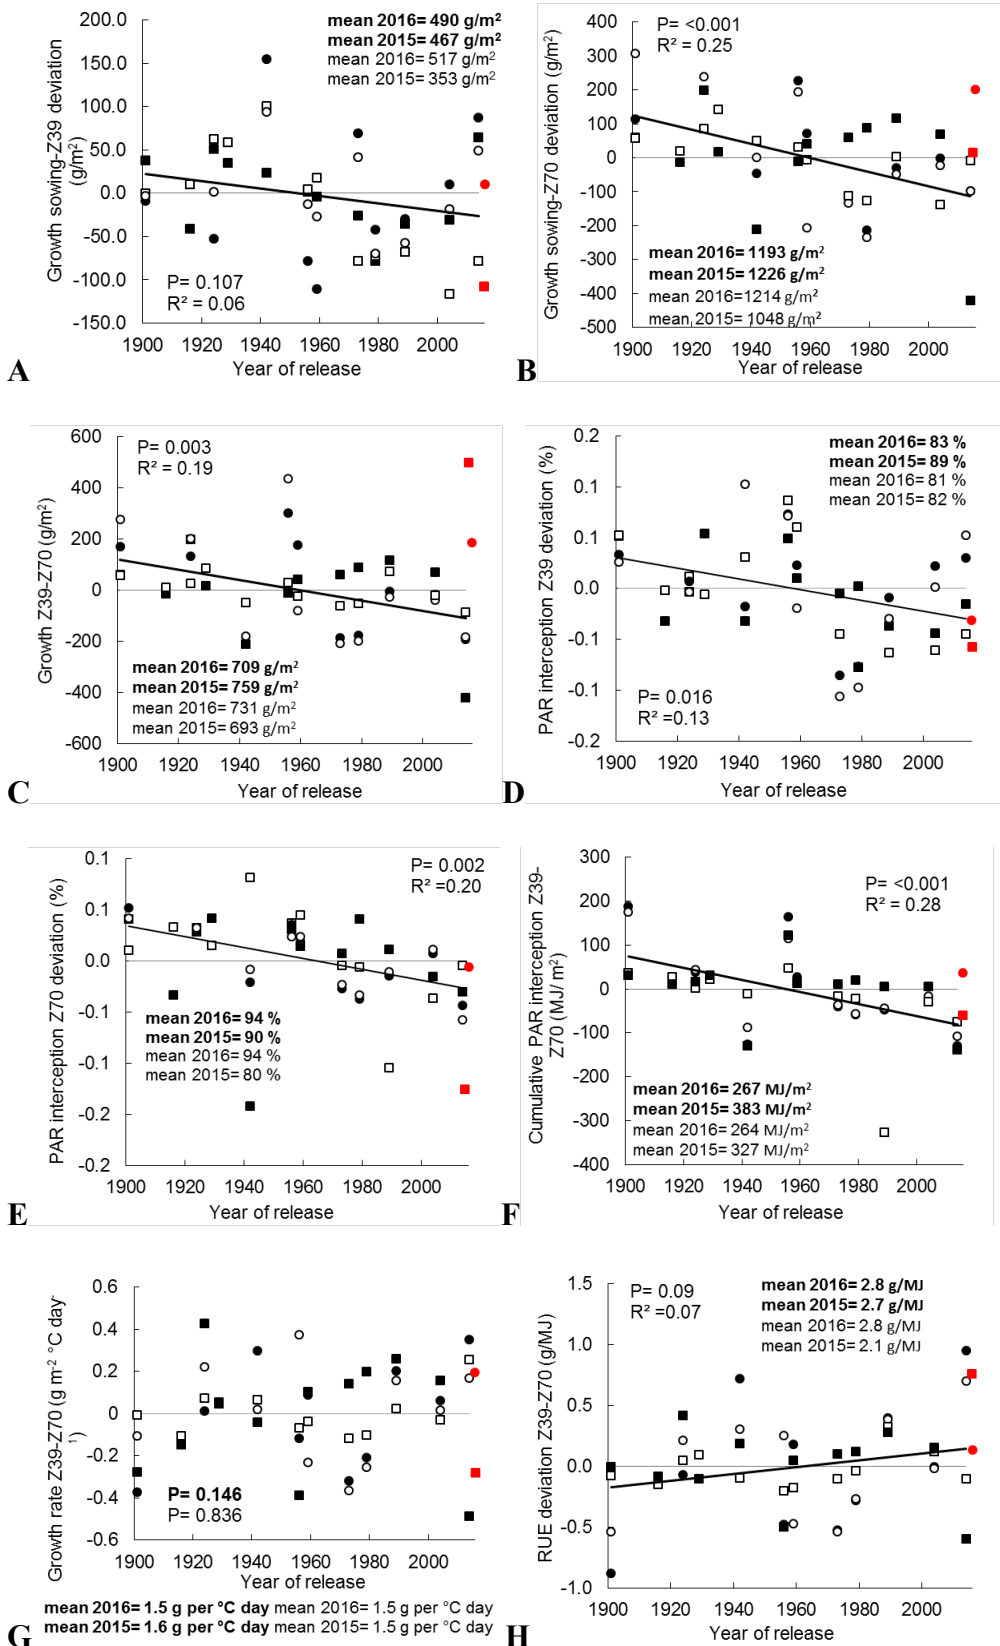 mean 2016= 490 g/m²
mean 2015= 467 g/m²
mean 2016= 517 g/m²
mean 2015= 353 g/m²
Growth sowing-Z39 deviation
(g/m²)
200.0
150.0
100.0
50.0
0.0
-50.0
-100.0
-150.0
P= 0.107
R² = 0.06
1900 1920 1940 1960 1980 2000
Year of release
A
P= <0.001
R² = 0.25
Growth sowing-Z70 deviation (g/m²)
400
300
200
100
0
-100
-200
-300
-400
-500
mean 2016= 1193 g/m²
mean 2015= 1226 g/m²
mean 2016=1214 g/m²
mean 2015= 1048 g/m²
1900 1920 1940 1960 1980 2000
Year of release
B
P= 0.003
R² = 0.19
Growth Z39-Z70 (g/m²)
600
400
200
0
-200
-400
-600
mean 2016= 709 g/m²
mean 2015= 759 g/m²
mean 2016= 731 g/m²
mean 2015= 693 g/m²
1900 1920 1940 1960 1980 2000
Year of release
C
mean 2016= 83 %
mean 2015= 89 %
mean 2016= 81 %
mean 2015= 82 %
PAR interception Z39 deviation (%)
0.2
0.1
0.1
0.0
-0.1
-0.1
-0.2
P= 0.016
R² =0.13
1900 1920 1940 1960 1980 2000
Year of release
D
P= 0.002
R² =0.20
PAR interception Z70 deviation (%)
0.1
0.1
0.0
-0.1
-0.1
-0.2
-0.2
mean 2016= 94 %
mean 2015= 90 %
mean 2016= 94 %
mean 2015= 80 %
1900 1920 1940 1960 1980 2000
Year of release
E
P= <0.001
R² = 0.28
Cumulative PAR interception Z39-
Z70 (MJ/ m²)
300
200
100
0
-100
-200
-300
-400
mean 2016= 267 MJ/m²
mean 2015= 383 MJ/m²
mean 2016= 264 MJ/m²
mean 2015= 327 MJ/m²
1900 1920 1940 1960 1980 2000
Year of release
F
Growth rate Z39-Z70 (g m⁻² °C day⁻
¹)
0.6
0.4
0.2
0
-0.2
-0.4
-0.6
P= 0.146
P= 0.836
1900 1920 1940 1960 1980 2000
Year of release
mean 2016= 1.5 g per °C day mean 2016= 1.5 g per °C day
mean 2015= 1.6 g per °C day mean 2015= 1.5 g per °C day
G
P= 0.09
R² =0.07
mean 2016= 2.8 g/MJ
mean 2015= 2.7 g/MJ
mean 2016= 2.8 g/MJ
mean 2015= 2.1 g/MJ
RUE deviation Z39-Z70 (g/MJ)
1.5
1.0
0.5
0.0
-0.5
-1.0
1900 1920 1940 1960 1980 2000
Year of release
H